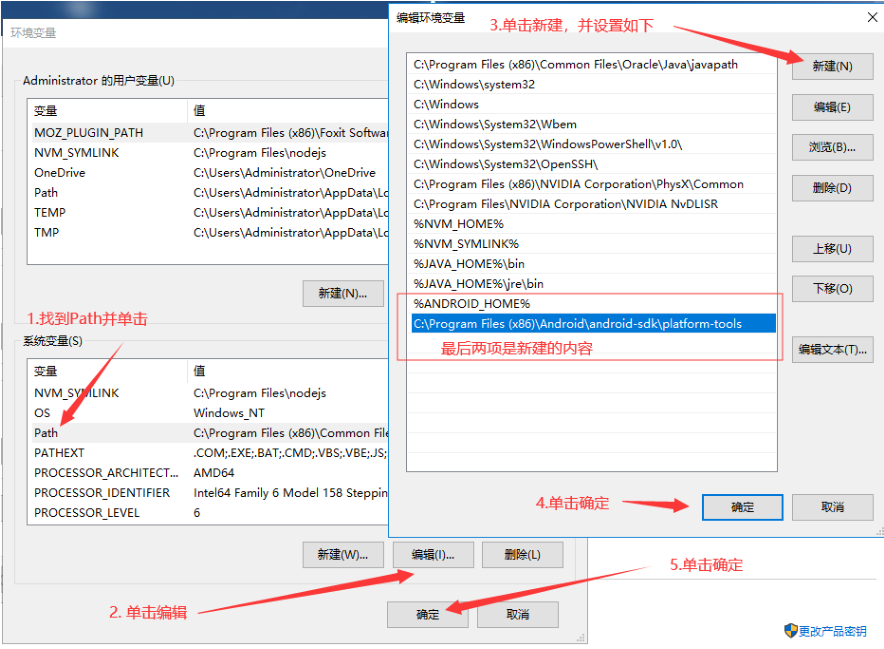 环境变量
Administrator 的用户变量(U)
变量 值
MOZ_PLUGIN_PATH C:\Program Files (x86)\Foxit Softwar
NVM_SYMLINK C:\Program Files\nodejs
OneDrive C:\Users\Administrator\OneDrive
Path C:\Users\Administrator\AppData\Lo
TEMP C:\Users\Administrator\AppData\Lo
TMP C:\Users\Administrator\AppData\Lo
新建(N)...
1.找到Path并单击
系统变量(S)
变量 值
NVM_SYMLINK C:\Program Files\nodejs
OS Windows_NT
Path C:\Program Files (x86)\Common File
PATHEXT .COM;.EXE;.BAT;.CMD;.VBS;.VBE;.JS;
PROCESSOR_ARCHITECT... AMD64
PROCESSOR_IDENTIFIER Intel64 Family 6 Model 158 Steppin
PROCESSOR_LEVEL 6
新建(W)... 编辑(I)... 删除(L)
2. 单击编辑
确定 取消
编辑环境变量
3.单击新建，并设置如下
C:\Program Files (x86)\Common Files\Oracle\Java\javapath
C:\Windows\system32
C:\Windows
C:\Windows\System32\Wbem
C:\Windows\System32\WindowsPowerShell\v1.0\
C:\Windows\System32\OpenSSH\
C:\Program Files (x86)\NVIDIA Corporation\PhysX\Common
C:\Program Files\NVIDIA Corporation\NVIDIA NvDLISR
%NVM_HOME%
%NVM_SYMLINK%
%JAVA_HOME%\bin
%JAVA_HOME%\jre\bin
%ANDROID_HOME%
C:\Program Files (x86)\Android\android-sdk\platform-tools
最后两项是新建的内容
新建(N)
编辑(E)
浏览(B)...
删除(D)
上移(U)
下移(O)
编辑文本(T)...
4.单击确定
确定 取消
5.单击确定
更改产品密钥